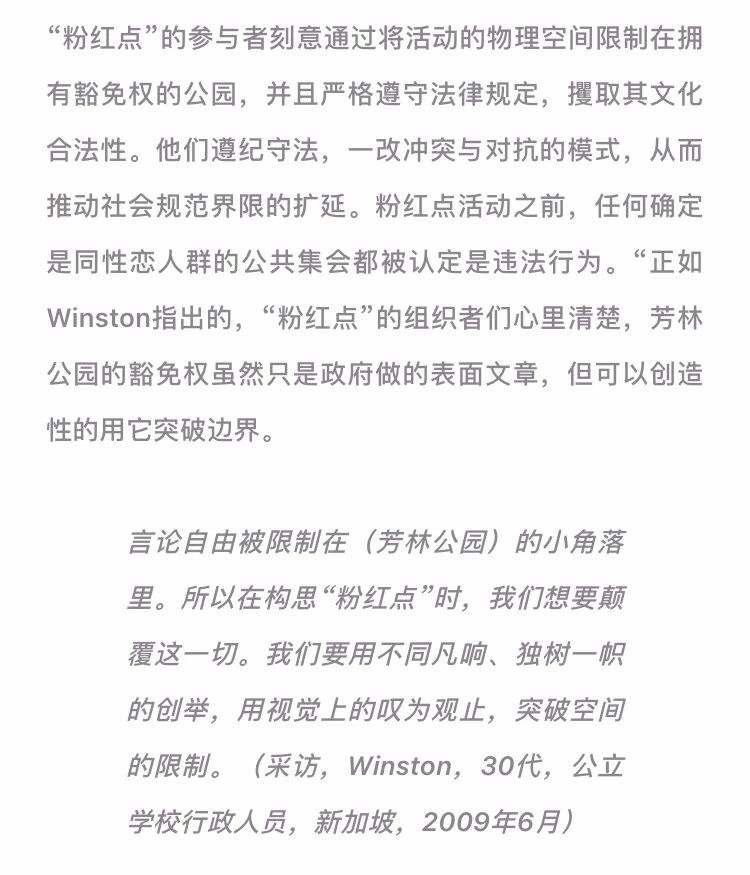 “粉红点”的参与者刻意通过将活动的物理空间限制在拥
有豁免权的公园，并且严格遵守法律规定，攫取其文化
合法性。他们遵纪守法，一改冲突与对抗的模式，从而
推动社会规范界限的扩延。粉红点活动之前，任何确定
是同性恋人群的公共集会都被认定是违法行为。“正如
Winston指出的，“粉红点”的组织者们心里清楚，芳林
公园的豁免权虽然只是政府做的表面文章，但可以创造
性的用它突破边界。
言论自由被限制在（芳林公园）的小角落
里。所以在构思“粉红点”时，我们想要颠
覆这一切。我们要用不同凡响、独树一帜
的创举，用视觉上的叹为观止，突破空间
的限制。（采访，Winston，30代，公立
学校行政人员，新加坡，2009年6月）